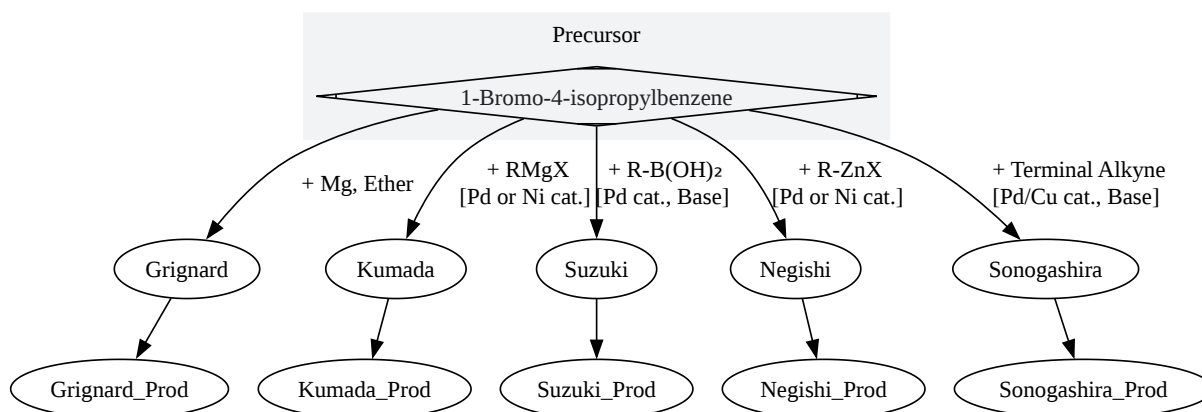 Precursor
1-Bromo-4-isopropylbenzene
+ Mg, Ether
+ RMgX
[Pd or Ni cat.]
+ R-B(OH)₂
[Pd cat., Base]
+ R-ZnX
[Pd or Ni cat.]
+ Terminal Alkyne
[Pd/Cu cat., Base]
Grignard
Kumada
Suzuki
Negishi
Sonogashira
Grignard_Prod
Kumada_Prod
Suzuki_Prod
Negishi_Prod
Sonogashira_Prod